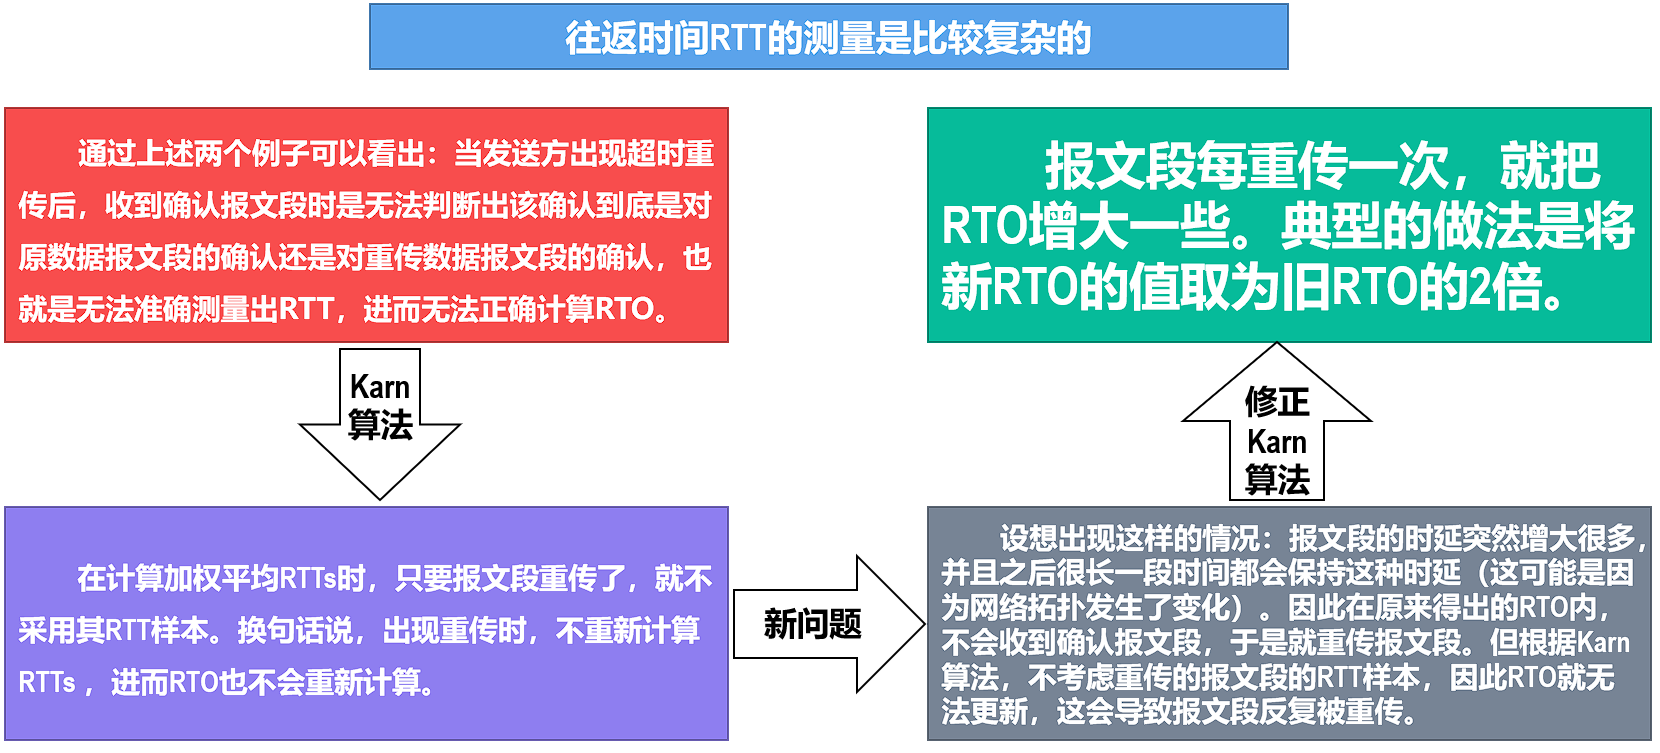 往返时间RTT的测量是比较复杂的
通过上述两个例子可以看出：当发送方出现超时重
传后，收到确认报文段时是无法判断出该确认到底是对
原数据报文段的确认还是对重传数据报文段的确认，也
就是无法准确测量出RTT，进而无法正确计算RTO。
Karn
算法
在计算加权平均RTTs时，只要报文段重传了，就不
采用其RTT样本。换句话说，出现重传时，不重新计算
RTTs ，进而RTO也不会重新计算。
新问题
设想出现这样的情况：报文段的时延突然增大很多，
并且之后很长一段时间都会保持这种时延（这可能是因
为网络拓扑发生了变化）。因此在原来得出的RTO内，
不会收到确认报文段，于是就重传报文段。但根据Karn
算法，不考虑重传的报文段的RTT样本，因此RTO就无
法更新，这会导致报文段反复被重传。
修正
Karn
算法
报文段每重传一次，就把
RTO增大一些。典型的做法是将
新RTO的值取为旧RTO的2倍。